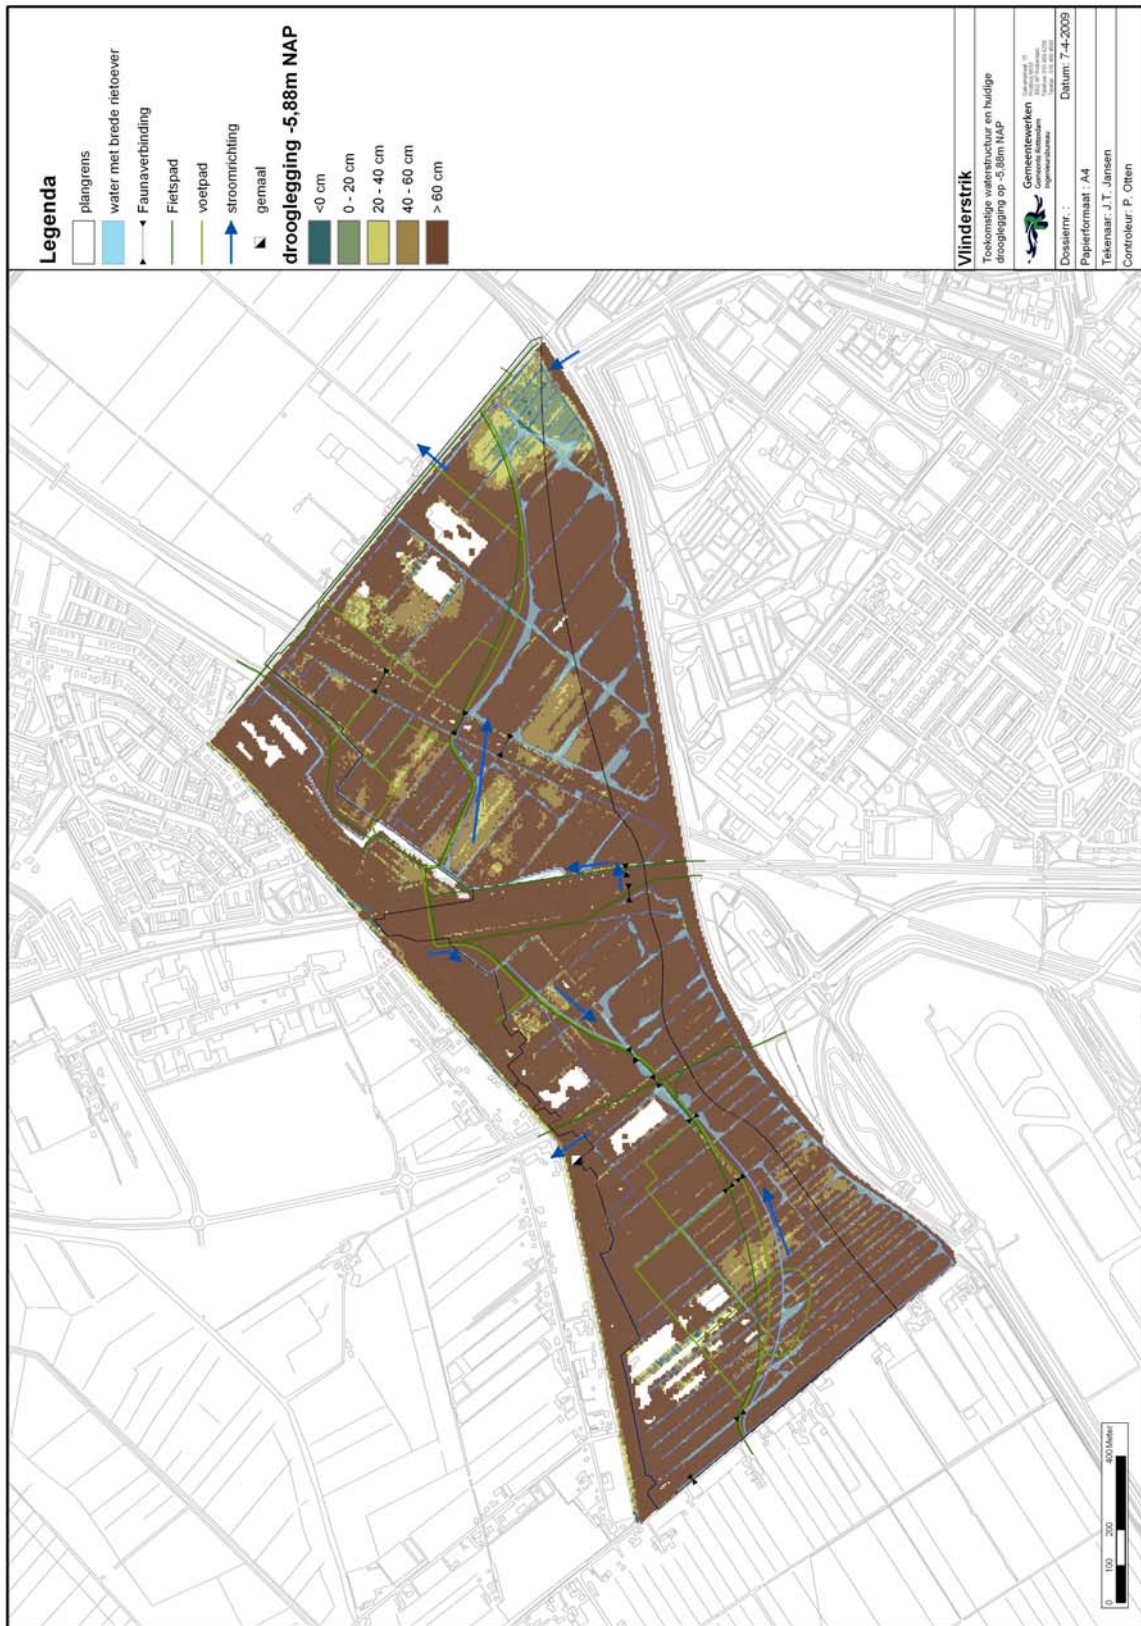 Legenda
plangrens
water met brede rietoever
Faunaverbinding
Fietspad
voetpad
stroomrichting
gemaal
drooglegging -5,88m NAP
<0 cm
0 - 20 cm
20 - 40 cm
40 - 60 cm
> 60 cm
Vlinderstrik
Toekomstige waterstructuur en huidige
drooglegging op -5,88m NAP
Gemeentewerken
Gemeente Rotterdam
Ingenieursbureau
Dossiernr. :
Datum: 7-4-2009
Papierformaat : A4
Tekenaar: J.T. Jansen
Controleur: P. Otten
0 100 200 400 Meter